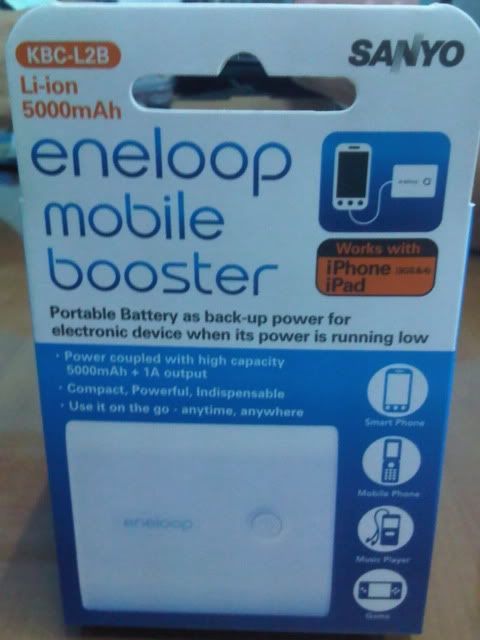 KBC-L2B
SANYO
Li-ion
5000mAh
eneloop
mobile
booster
eneloop
Works with
iPhone (3GS & 4)
iPad
Portable Battery as back-up power for
electronic device when its power is running low
· Power coupled with high capacity
5000mAh + 1A output
· Compact, Powerful, Indispensable
· Use it on the go - anytime, anywhere
eneloop
Smart Phone
Mobile Phone
Music Player
Game